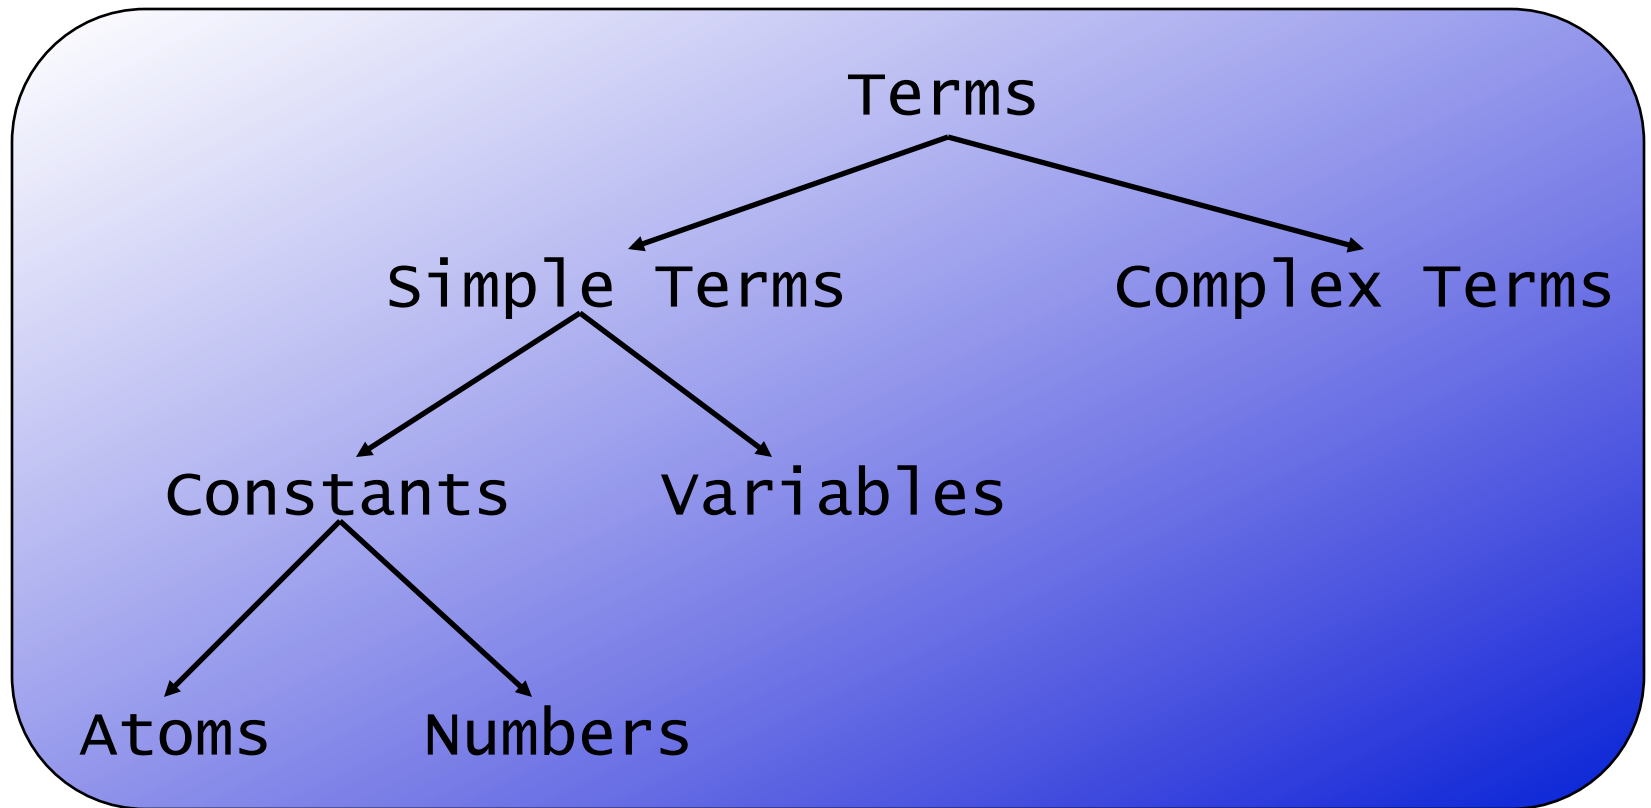 Terms
Simple Terms
Complex Terms
Constants
Variables
Atoms
Numbers